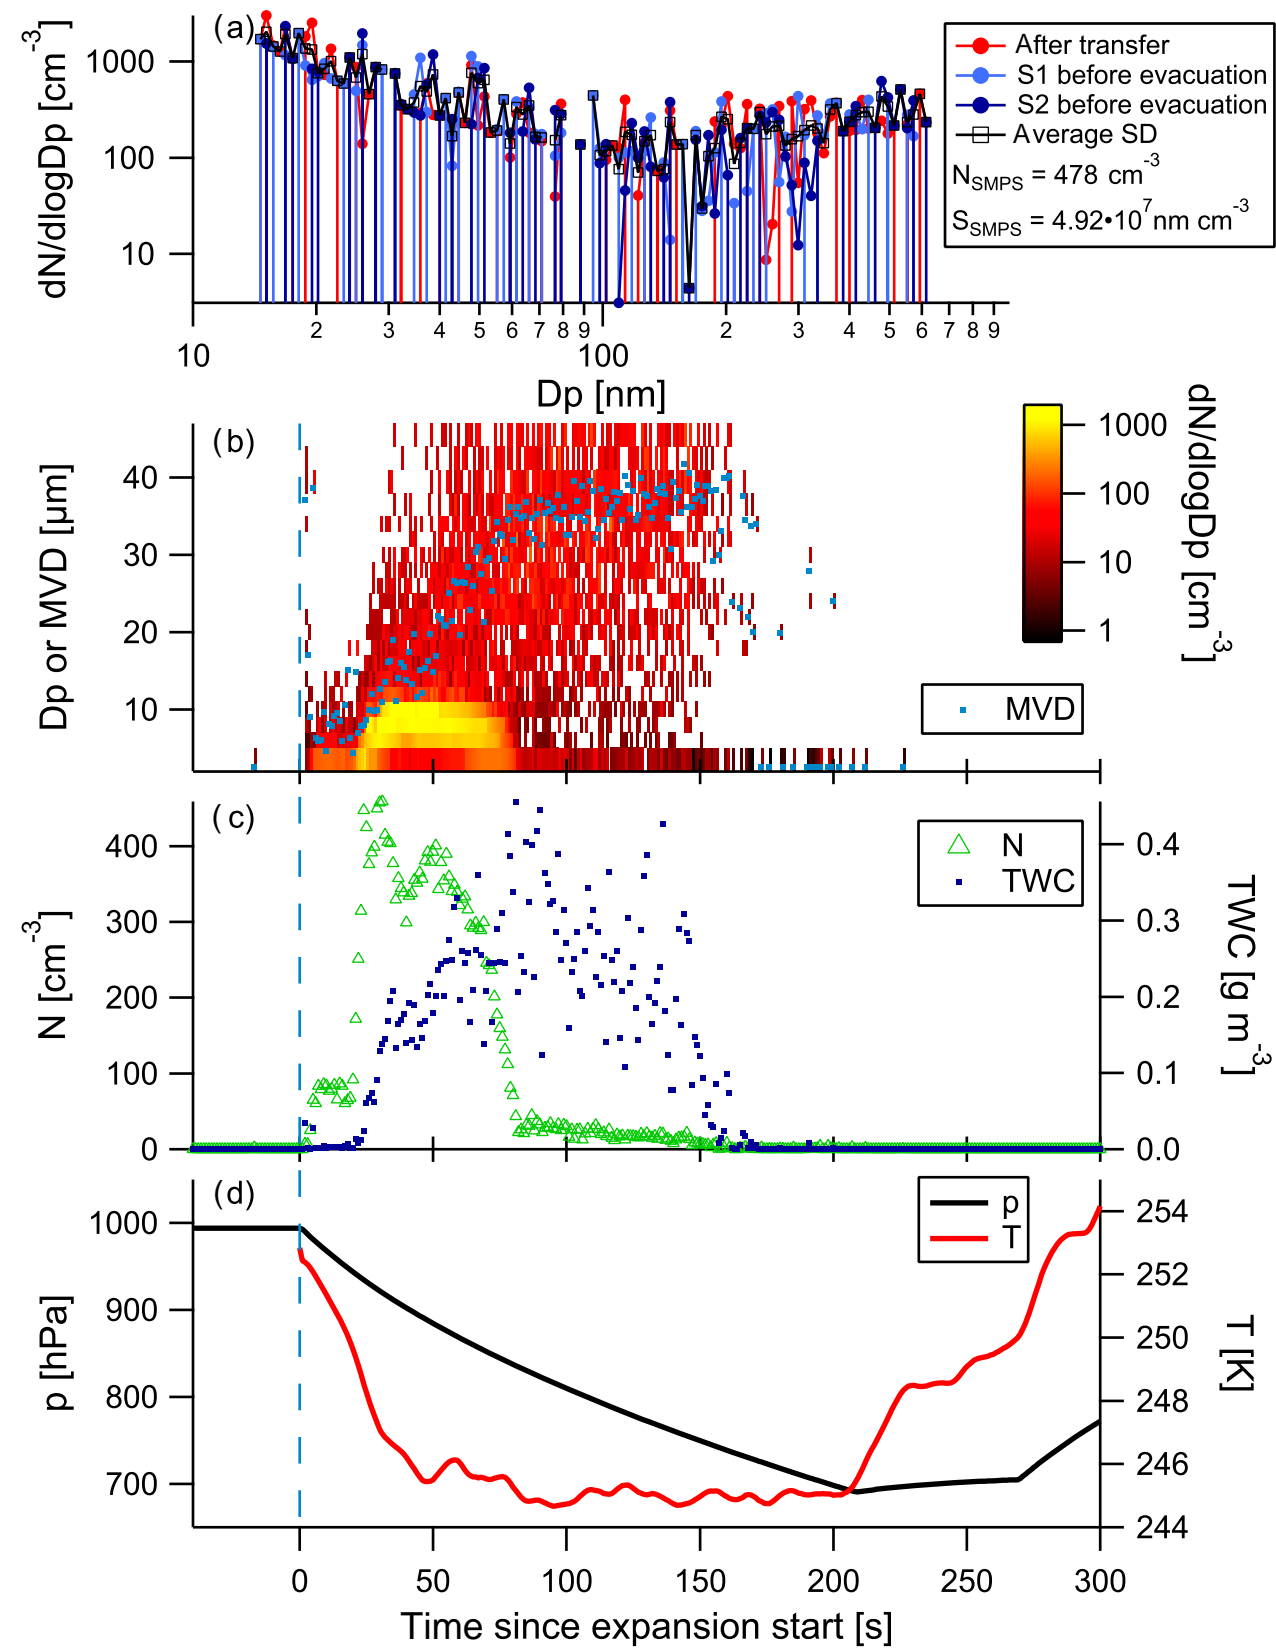 (a)
dN/dlogDp [cm-3]
1000
100
10
After transfer
S1 before evacuation
S2 before evacuation
Average SD
NSMPS = 478 cm-3
SSMPS = 4.92•107nm cm-3
2 3 4 5 6 7 8 9 2 3 4 5 6 7 8 9
10 100
Dp [nm]
(b)
Dp or MVD [µm]
40
30
20
10
1000
100
10
1
dN/dlogDp [cm-3]
MVD
(c)
N [cm-3]
400
300
200
100
0
N
TWC
0.4
0.3
0.2
0.1
0.0
TWC [g m-3]
(d)
p [hPa]
1000
900
800
700
p
T
254
252
250
248
246
244
T [K]
0 50 100 150 200 250 300
Time since expansion start [s]